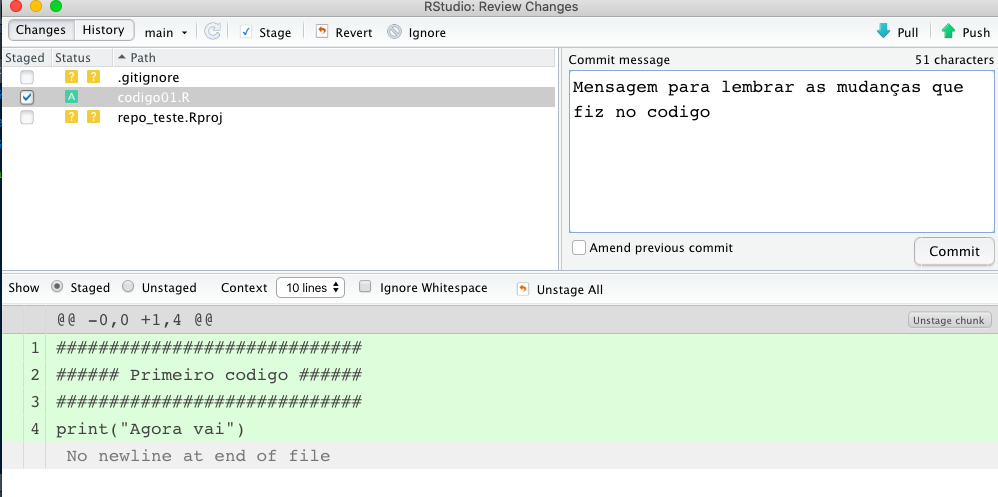 RStudio: Review Changes
Changes History main Stage Revert Ignore Pull Push
Staged Status Path
? ? .gitignore
A codigo01.R
? ? repo_teste.Rproj
Commit message 51 characters
Mensagem para lembrar as mudanças que
fiz no codigo
Amend previous commit Commit
Show Staged Unstaged Context 10 lines Ignore Whitespace Unstage All
@@ -0,0 +1,4 @@ Unstage chunk
1 #############################
2 ###### Primeiro codigo ######
3 #############################
4 print("Agora vai")
No newline at end of file